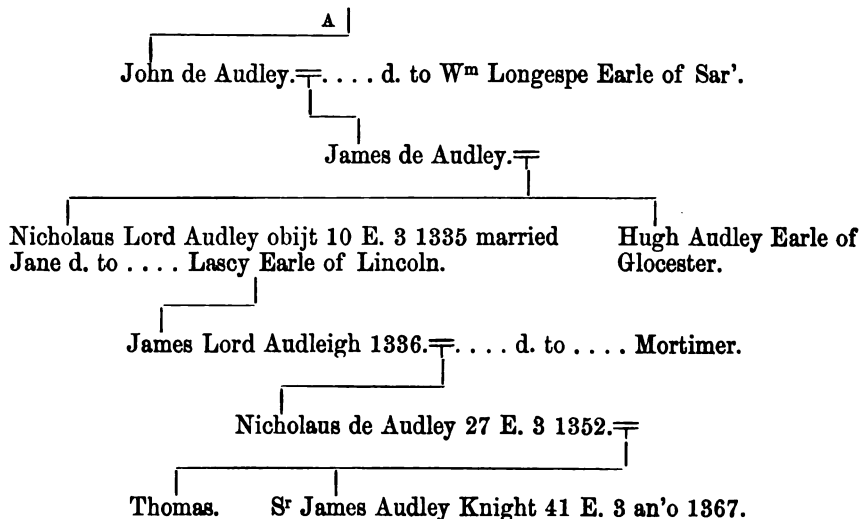 A
John de Audley. . . . . d. to Wᵐ Longespe Earle of Sar'.
James de Audley.
Nicholaus Lord Audley obijt 10 E. 3 1335 married
Jane d. to . . . . Lascy Earle of Lincoln.
Hugh Audley Earle of
Glocester.
James Lord Audleigh 1336. . . . . d. to . . . . Mortimer.
Nicholaus de Audley 27 E. 3 1352.
Thomas.
Sʳ James Audley Knight 41 E. 3 an'o 1367.